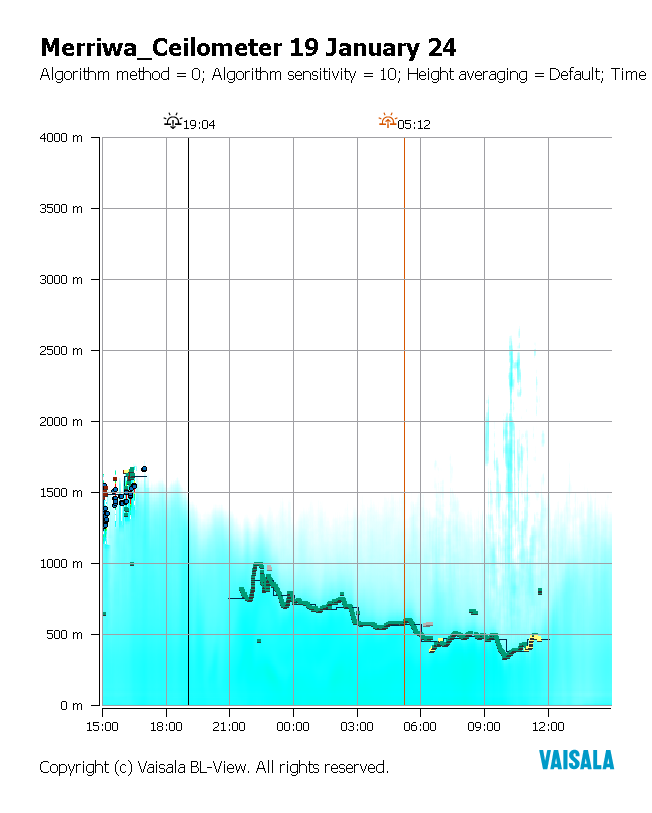 Merriwa_Ceilometer 19 January 24
Algorithm method = 0; Algorithm sensitivity = 10; Height averaging = Default; Time
19:04
05:12
4000 m
3500 m
3000 m
2500 m
2000 m
1500 m
1000 m
500 m
0 m
15:00 18:00 21:00 00:00 03:00 06:00 09:00 12:00
VAISALA
Copyright (c) Vaisala BL-View. All rights reserved.